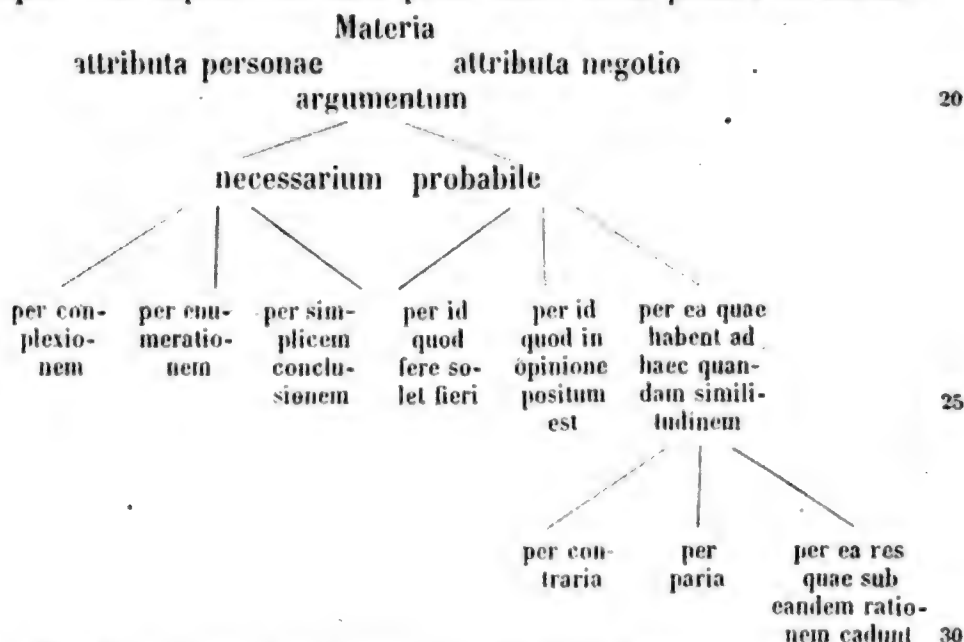 Materia
attributa personae attributa negotio
argumentum 20
necessarium probabile
per con- per enu- per sim- per id per id per ea quae
plexio- meratio- plicem quod quod in habent ad
nem nem conclu- fere so- opinione haec quan-
sionem let fieri positum dam simili- 25
est tudinem
per con- per per ea res
traria paria quae sub
eandem ratio-
nem cadunt 30